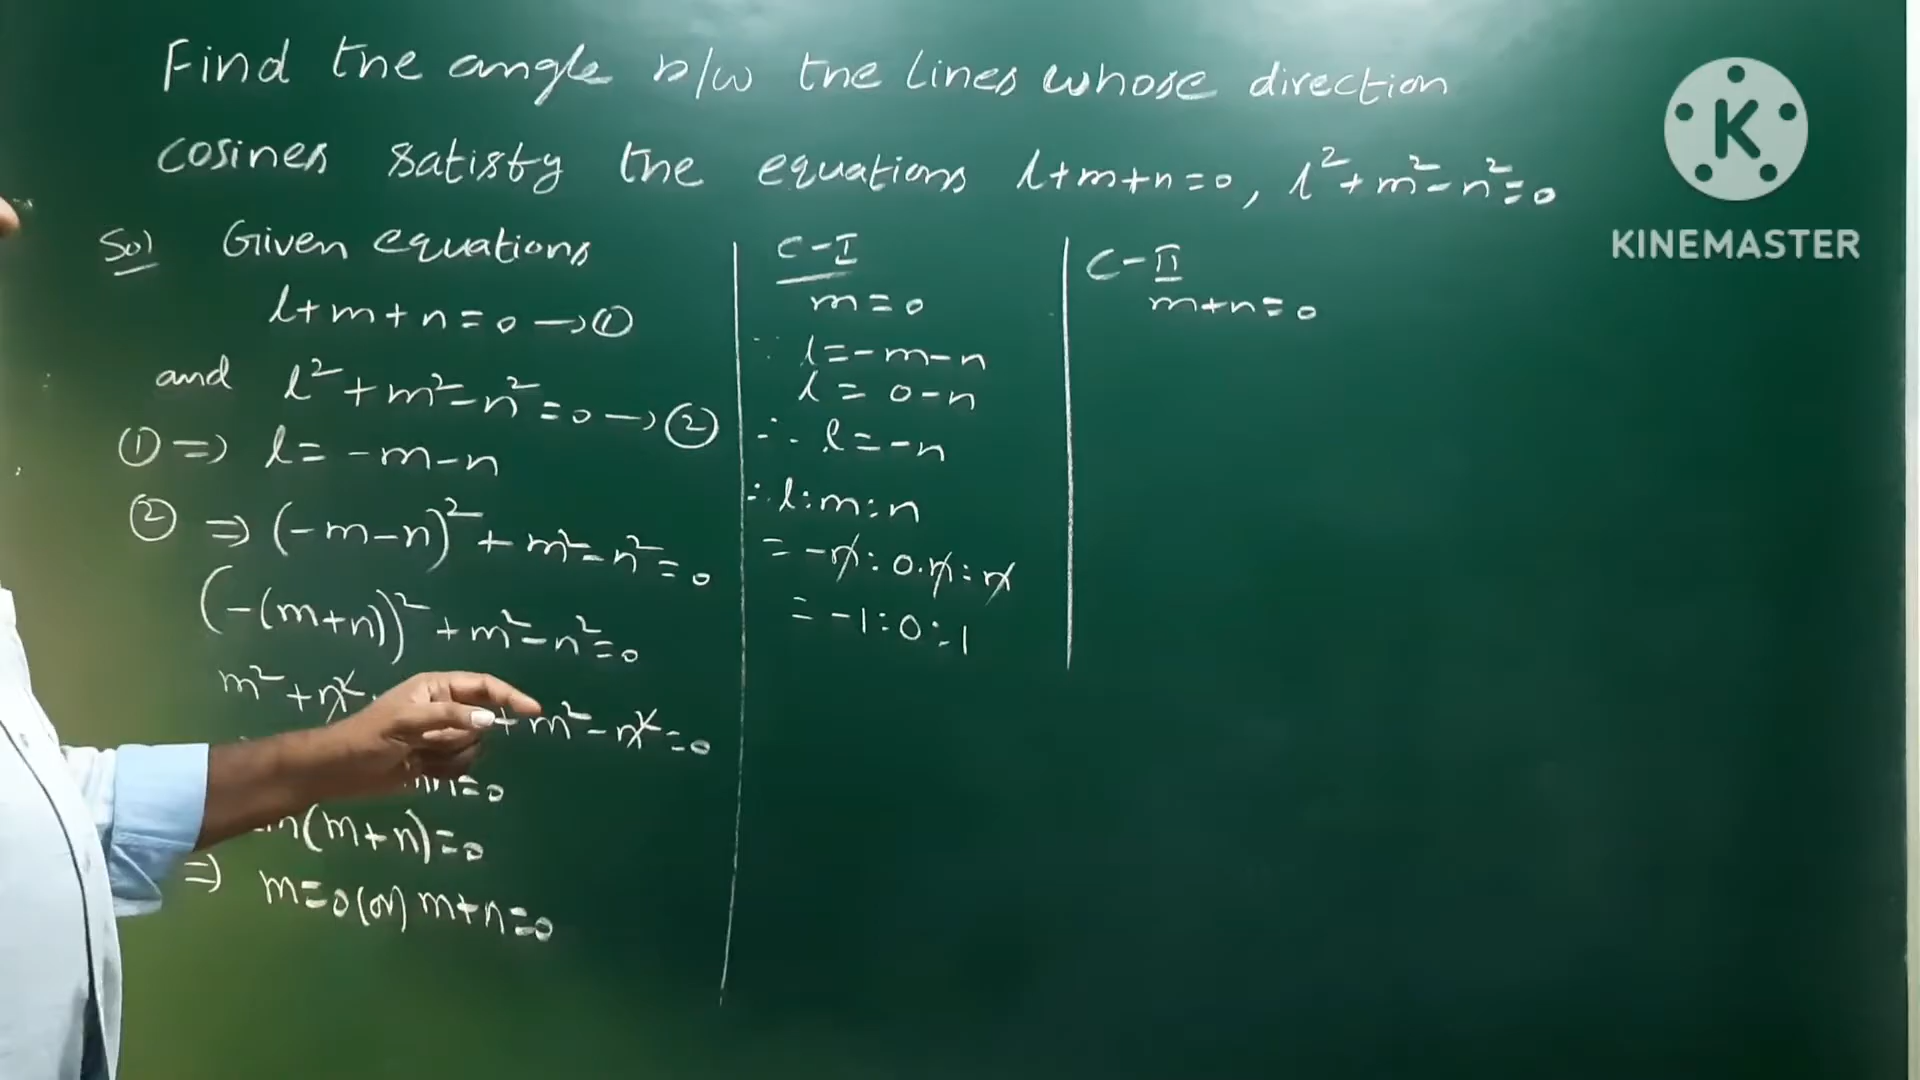 Find the angle b/w the lines whose direction
cosines satisfy the equations l+m+n=0, l²+m²-n²=0
Sol Given equations
l+m+n=0 → ①
and l²+m²-n²=0 → ②
① ⇒ l=-m-n
② ⇒ (-m-n)²+m²-n²=0
(-(m+n))²+m²-n²=0
m²+n² +m²-n²=0
=0
(m+n)=0
⇒ m=0 (or) m+n=0
C-I
m=0
∵ l=-m-n
l=0-n
∴ l=-n
∴ l:m:n
= -n:0.n:n
= -1:0:1
C-II
m+n=0
K
KINEMASTER